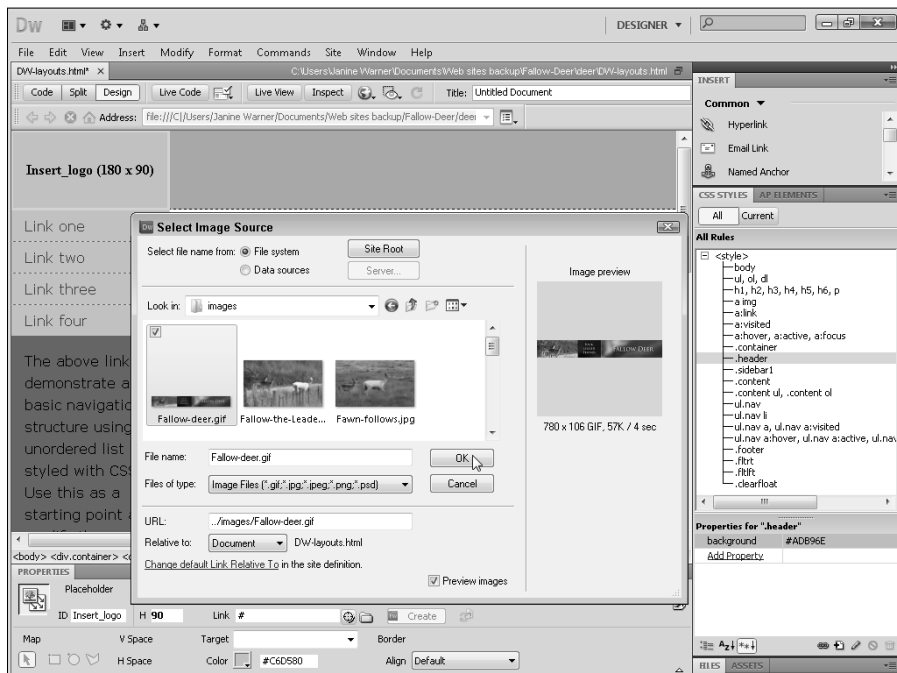 Dw DESIGNER
File Edit View Insert Modify Format Commands Site Window Help
DW-layouts.html* × C:\Users\Janine Warner\Documents\Web sites backup\Fallow-Deer\deer\DW-layouts.html
Code Split Design Live Code Live View Inspect Title: Untitled Document
Address: file:///C|/Users/Janine Warner/Documents/Web sites backup/Fallow-Deer/deer
Insert_logo (180 x 90)
Link one
Link two
Link three
Link four
The above link
demonstrate a
basic navigatio
structure using
unordered list
styled with CSS
Use this as a
starting point a
<body> <div.container> <d
Dw Select Image Source
Select file name from: File system Site Root
Data sources Server...
Look in: images
Image preview
Fallow-deer.gif Fallow-the-Leade... Fawn-follows.jpg
FALLOW DEER
780 x 106 GIF, 57K / 4 sec
File name: Fallow-deer.gif OK
Files of type: Image Files (*.gif;*.jpg;*.jpeg;*.png;*.psd) Cancel
URL: ../images/Fallow-deer.gif
Relative to: Document DW-layouts.html
Change default Link Relative To in the site definition.
Preview images
PROPERTIES
Placeholder
ID Insert_logo H 90 Link # Create
Map V Space Target Border
H Space Color #C6D580 Align Default
INSERT
Common
Hyperlink
Email Link
Named Anchor
CSS STYLES AP ELEMENTS
All Current
All Rules
<style>
body
ul, ol, dl
h1, h2, h3, h4, h5, h6, p
a img
a:link
a:visited
a:hover, a:active, a:focus
.container
.header
.sidebar1
.content
.content ul, .content ol
ul.nav
ul.nav li
ul.nav a, ul.nav a:visited
ul.nav a:hover, ul.nav a:active, ul.nav
.footer
.fltrt
.fltlft
.clearfloat
Properties for ".header"
background #ADB96E
Add Property
FILES ASSETS